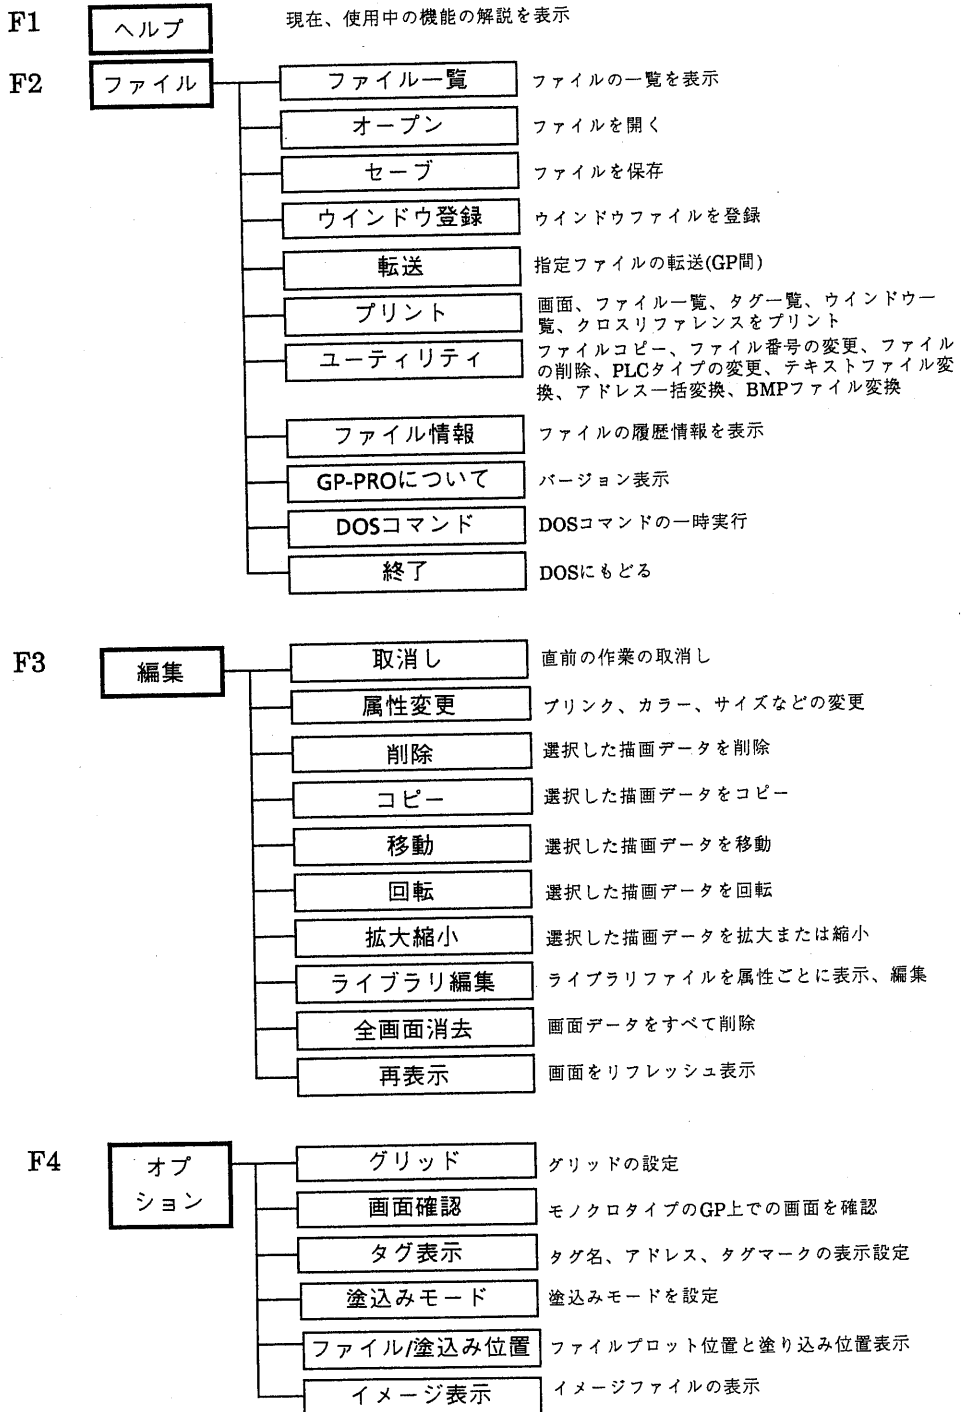 F1 ヘルプ 現在、使用中の機能の解説を表示
F2 ファイル ファイル一覧 ファイルの一覧を表示
オープン ファイルを開く
セーブ ファイルを保存
ウインドウ登録 ウインドウファイルを登録
転送 指定ファイルの転送(GP間)
プリント 画面、ファイル一覧、タグ一覧、ウインドウ一
覧、クロスリファレンスをプリント
ユーティリティ ファイルコピー、ファイル番号の変更、ファイル
の削除、PLCタイプの変更、テキストファイル変
換、アドレス一括変換、BMPファイル変換
ファイル情報 ファイルの履歴情報を表示
GP-PROについて バージョン表示
DOSコマンド DOSコマンドの一時実行
終了 DOSにもどる
F3 編集 取消し 直前の作業の取消し
属性変更 ブリンク、カラー、サイズなどの変更
削除 選択した描画データを削除
コピー 選択した描画データをコピー
移動 選択した描画データを移動
回転 選択した描画データを回転
拡大縮小 選択した描画データを拡大または縮小
ライブラリ編集 ライブラリファイルを属性ごとに表示、編集
全画面消去 画面データをすべて削除
再表示 画面をリフレッシュ表示
F4 オプ
ション グリッド グリッドの設定
画面確認 モノクロタイプのGP上での画面を確認
タグ表示 タグ名、アドレス、タグマークの表示設定
塗込みモード 塗込みモードを設定
ファイル/塗込み位置 ファイルプロット位置と塗り込み位置表示
イメージ表示 イメージファイルの表示